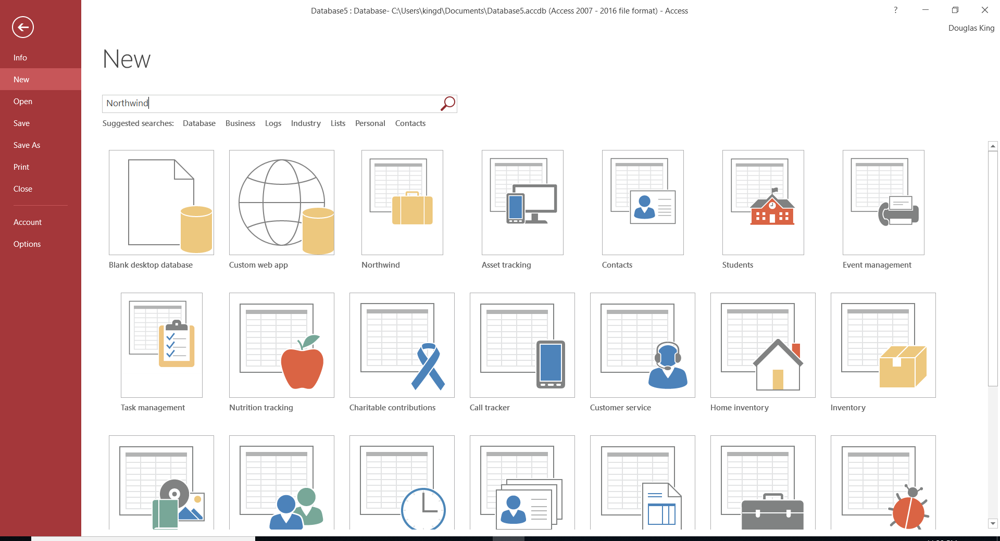 Database5 : Database- C:\Users\kingd\Documents\Database5.accdb (Access 2007 - 2016 file format) - Access
?
Douglas King
Info
New
Open
Save
Save As
Print
Close
Account
Options
New
Northwind
Suggested searches: Database Business Logs Industry Lists Personal Contacts
Blank desktop database Custom web app Northwind Asset tracking Contacts Students Event management
Task management Nutrition tracking Charitable contributions Call tracker Customer service Home inventory Inventory